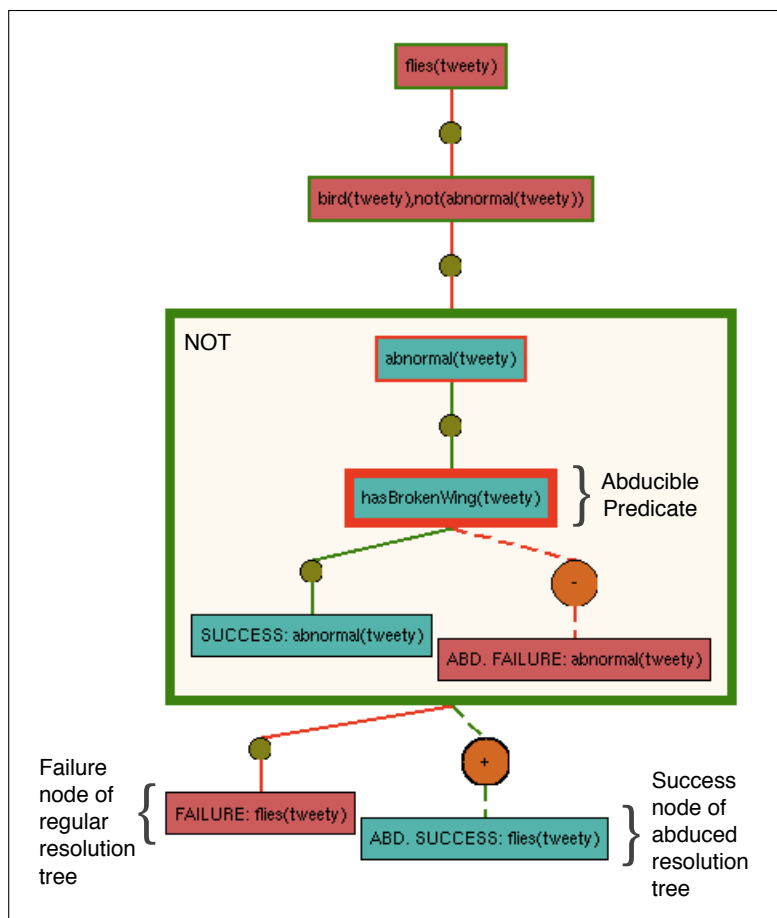 flies(tweety)
bird(tweety),not(abnormal(tweety))
NOT
abnormal(tweety)
hasBrokenWing(tweety)
}
Abducible
Predicate
-
SUCCESS: abnormal(tweety)
ABD. FAILURE: abnormal(tweety)
+
Failure
node of
regular
resolution
tree
{
FAILURE: flies(tweety)
ABD. SUCCESS: flies(tweety)
}
Success
node of
abduced
resolution
tree